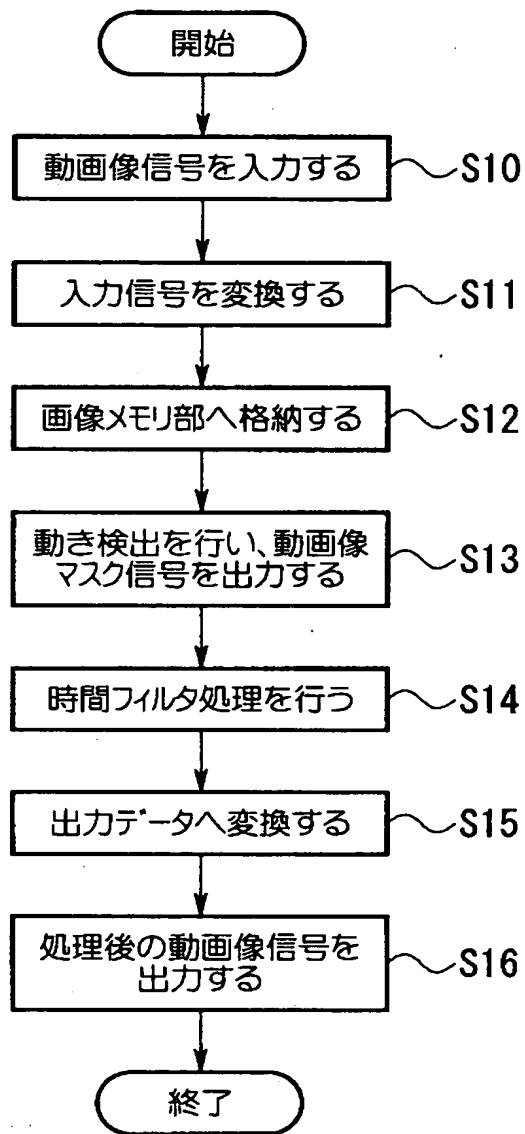 開始
動画像信号を入力する S10
入力信号を変換する S11
画像メモリ部へ格納する S12
動き検出を行い、動画像
マスク信号を出力する S13
時間フィルタ処理を行う S14
出力データへ変換する S15
処理後の動画像信号を
出力する S16
終了